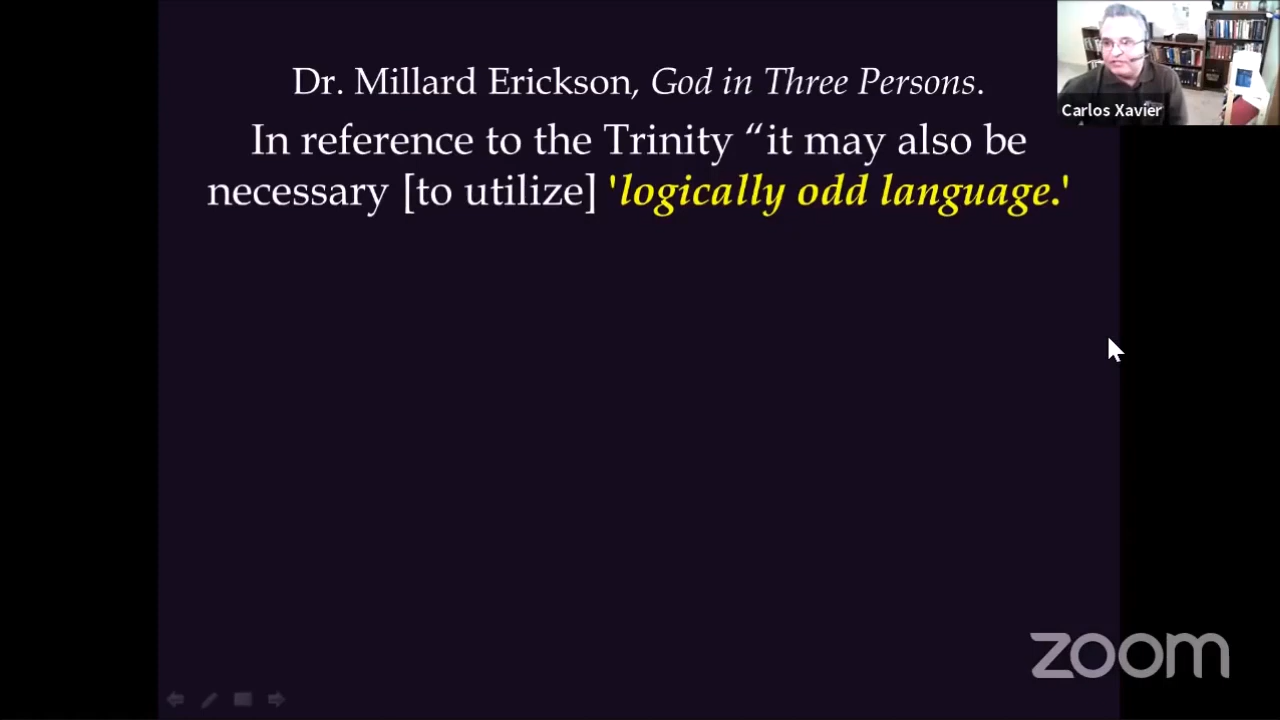 Dr. Millard Erickson, God in Three Persons.
In reference to the Trinity “it may also be
necessary [to utilize] 'logically odd language.'
Carlos Xavier
zoom